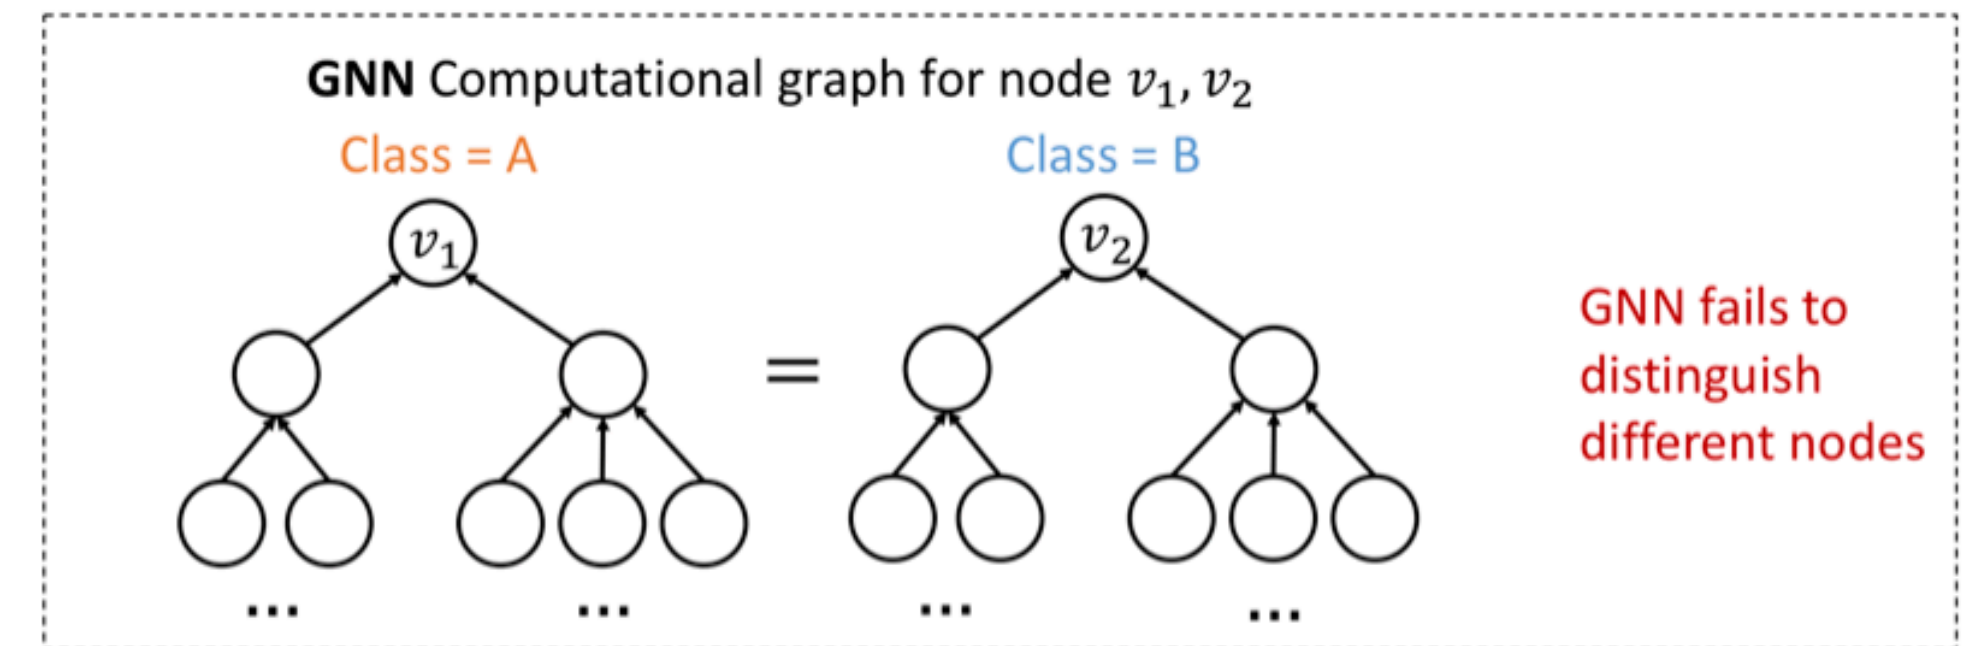 GNN Computational graph for node v₁, v₂
Class = A
Class = B
v₁
v₂
=
GNN fails to
distinguish
different nodes
...
...
...
...